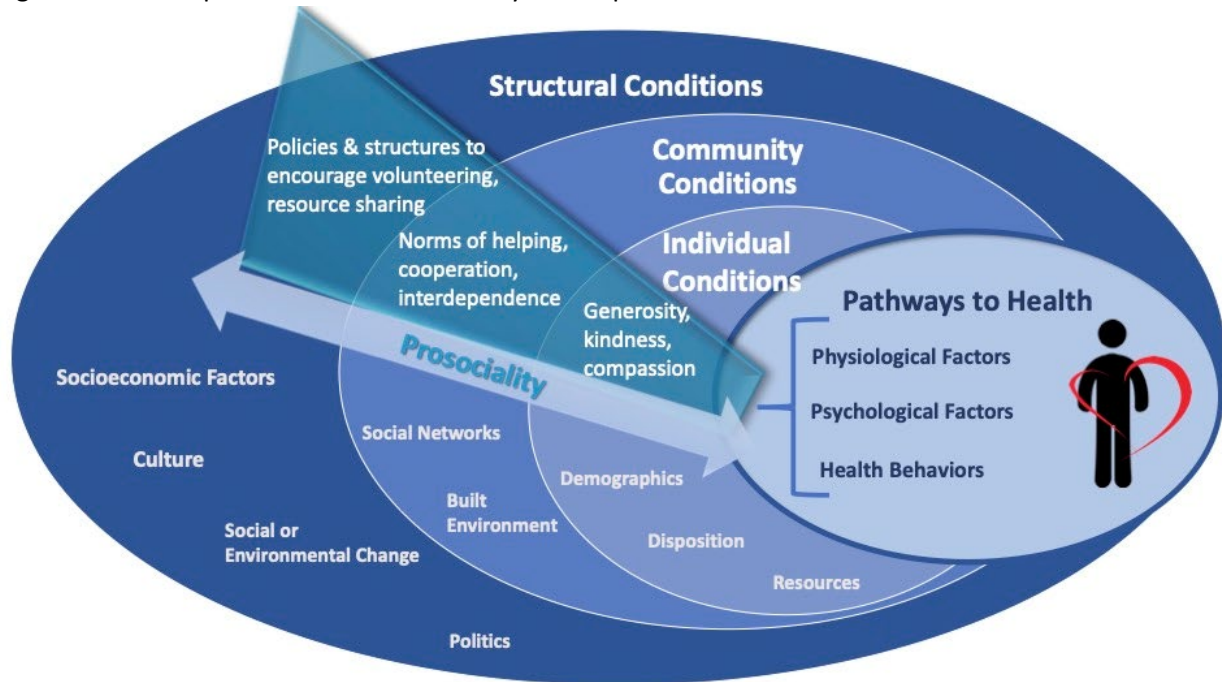 Structural Conditions
Policies & structures to
encourage volunteering,
resource sharing
Community
Conditions
Norms of helping,
cooperation,
interdependence
Individual
Conditions
Generosity,
kindness,
compassion
Prosociality
Pathways to Health
Physiological Factors
Psychological Factors
Health Behaviors
Socioeconomic Factors
Culture
Social or
Environmental Change
Politics
Social Networks
Built
Environment
Demographics
Disposition
Resources